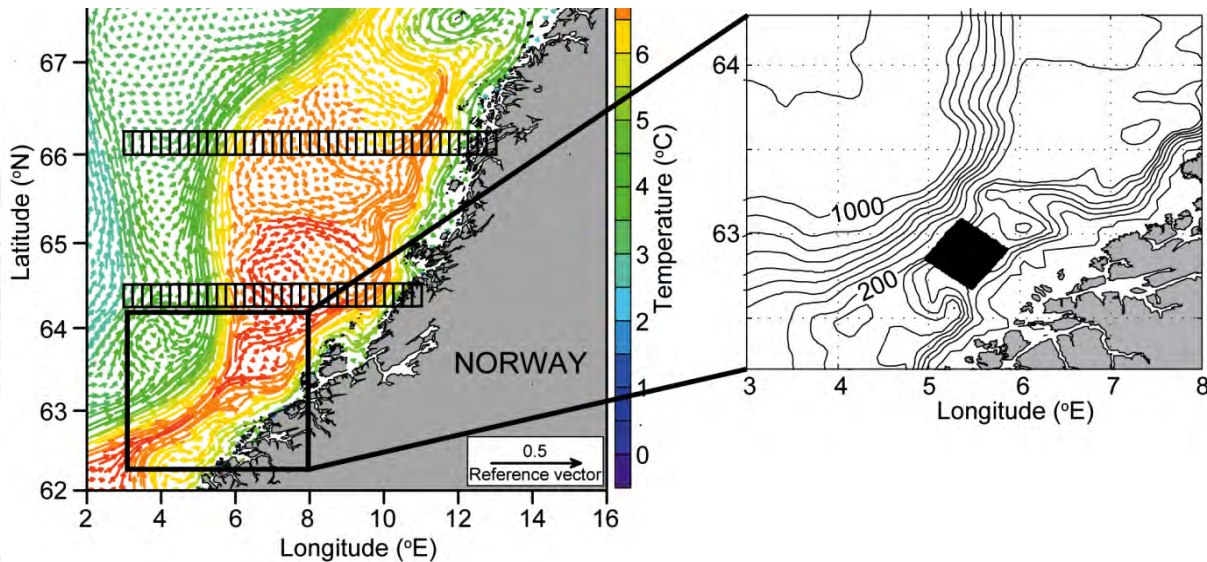 67
66
65
64
63
62
Latitude (°N)
2 4 6 8 10 12 14 16
Longitude (°E)
NORWAY
0.5
Reference vector
6
5
4
3
2
1
0
Temperature (°C)
64
63
1000
200
3 4 5 6 7 8
Longitude (°E)